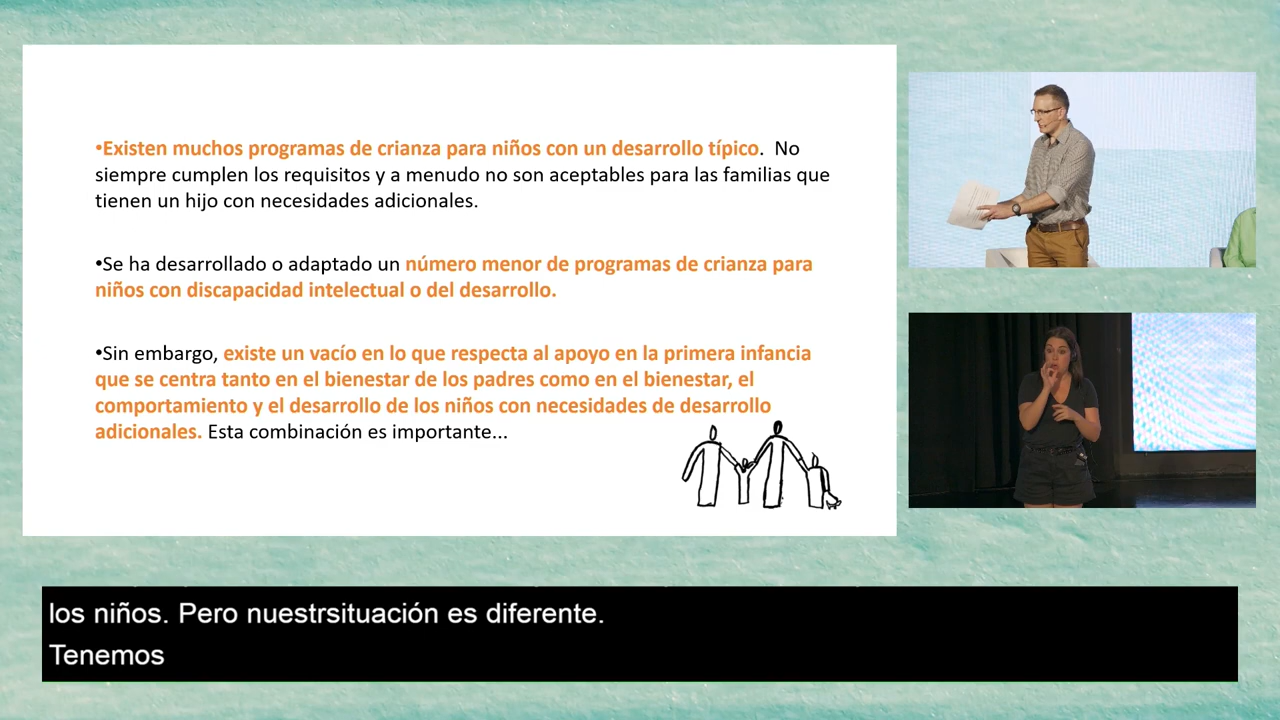 •Existen muchos programas de crianza para niños con un desarrollo típico.  No
siempre cumplen los requisitos y a menudo no son aceptables para las familias que
tienen un hijo con necesidades adicionales.
•Se ha desarrollado o adaptado un número menor de programas de crianza para
niños con discapacidad intelectual o del desarrollo.
•Sin embargo, existe un vacío en lo que respecta al apoyo en la primera infancia
que se centra tanto en el bienestar de los padres como en el bienestar, el
comportamiento y el desarrollo de los niños con necesidades de desarrollo
adicionales. Esta combinación es importante...
los niños. Pero nuestrsituación es diferente.
Tenemos